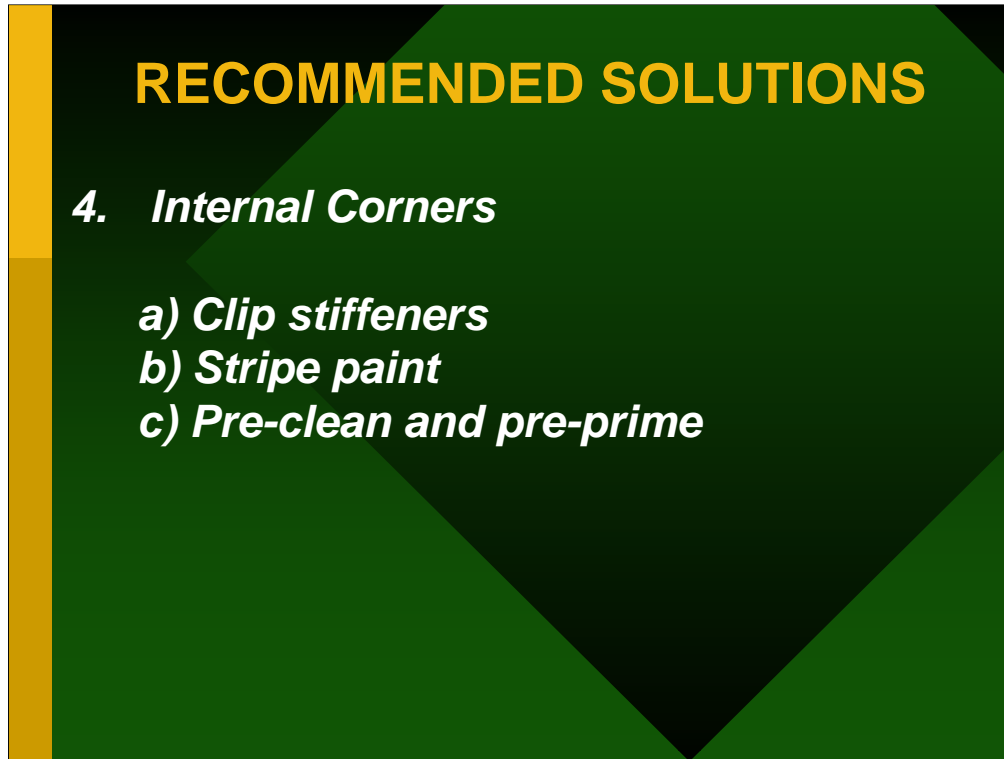 RECOMMENDED SOLUTIONS
4. Internal Corners
a) Clip stiffeners
b) Stripe paint
c) Pre-clean and pre-prime